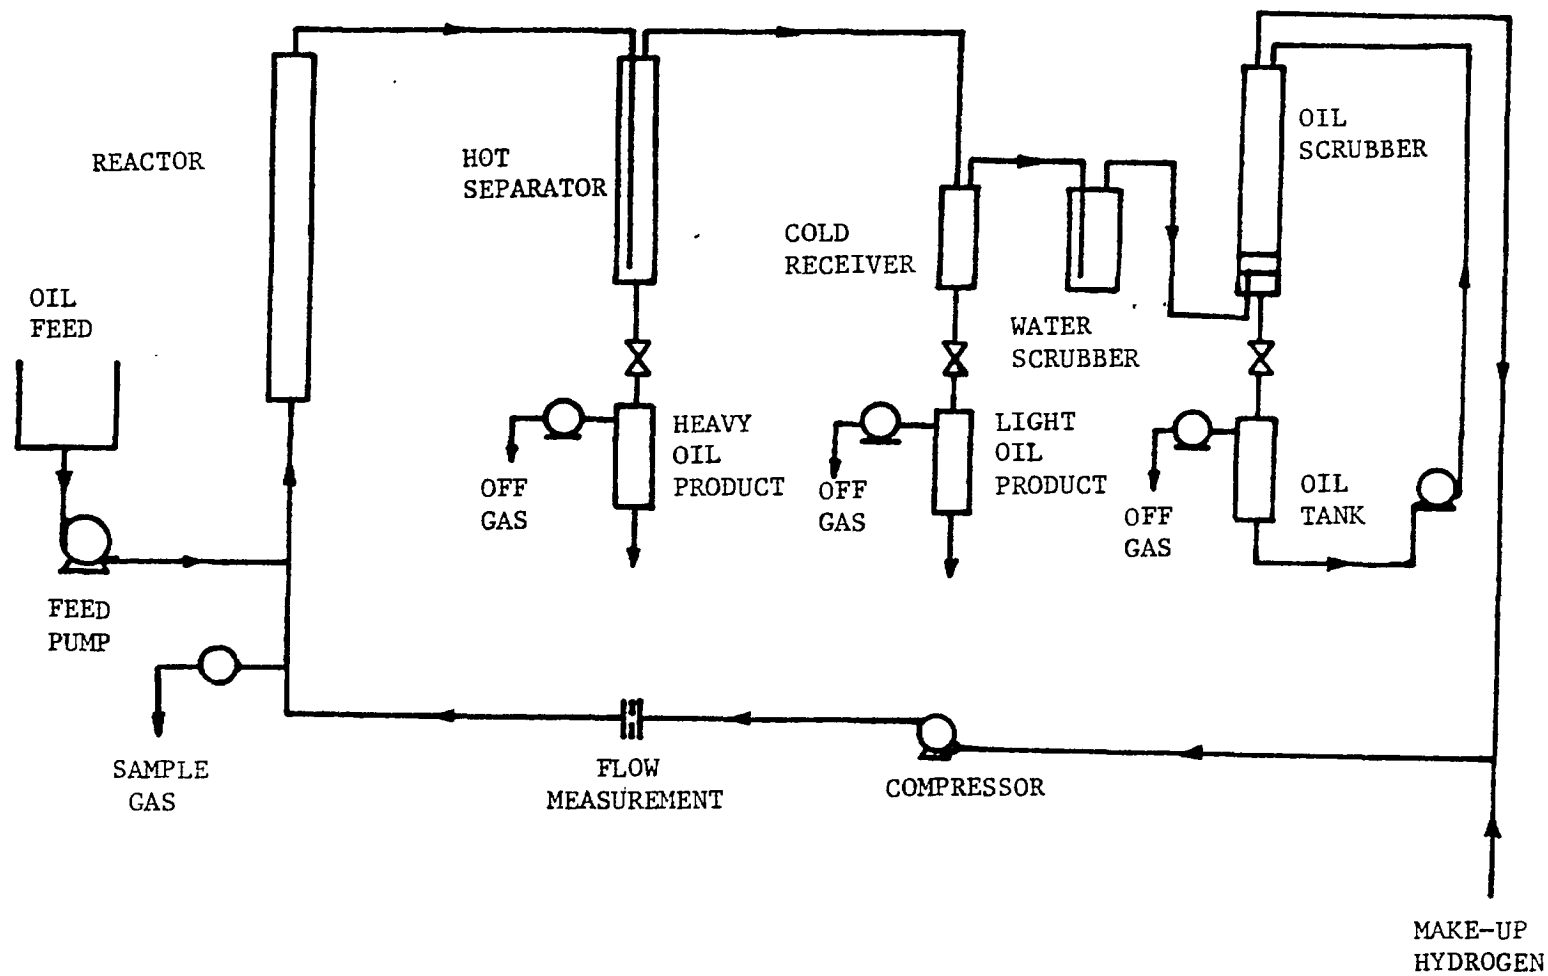 OIL
SCRUBBER
REACTOR
HOT
SEPARATOR
COLD
RECEIVER
OIL
FEED
WATER
SCRUBBER
HEAVY
OIL
PRODUCT
LIGHT
OIL
PRODUCT
OFF
GAS
OFF
GAS
OFF
GAS
OIL
TANK
FEED
PUMP
SAMPLE
GAS
FLOW
MEASUREMENT
COMPRESSOR
MAKE-UP
HYDROGEN